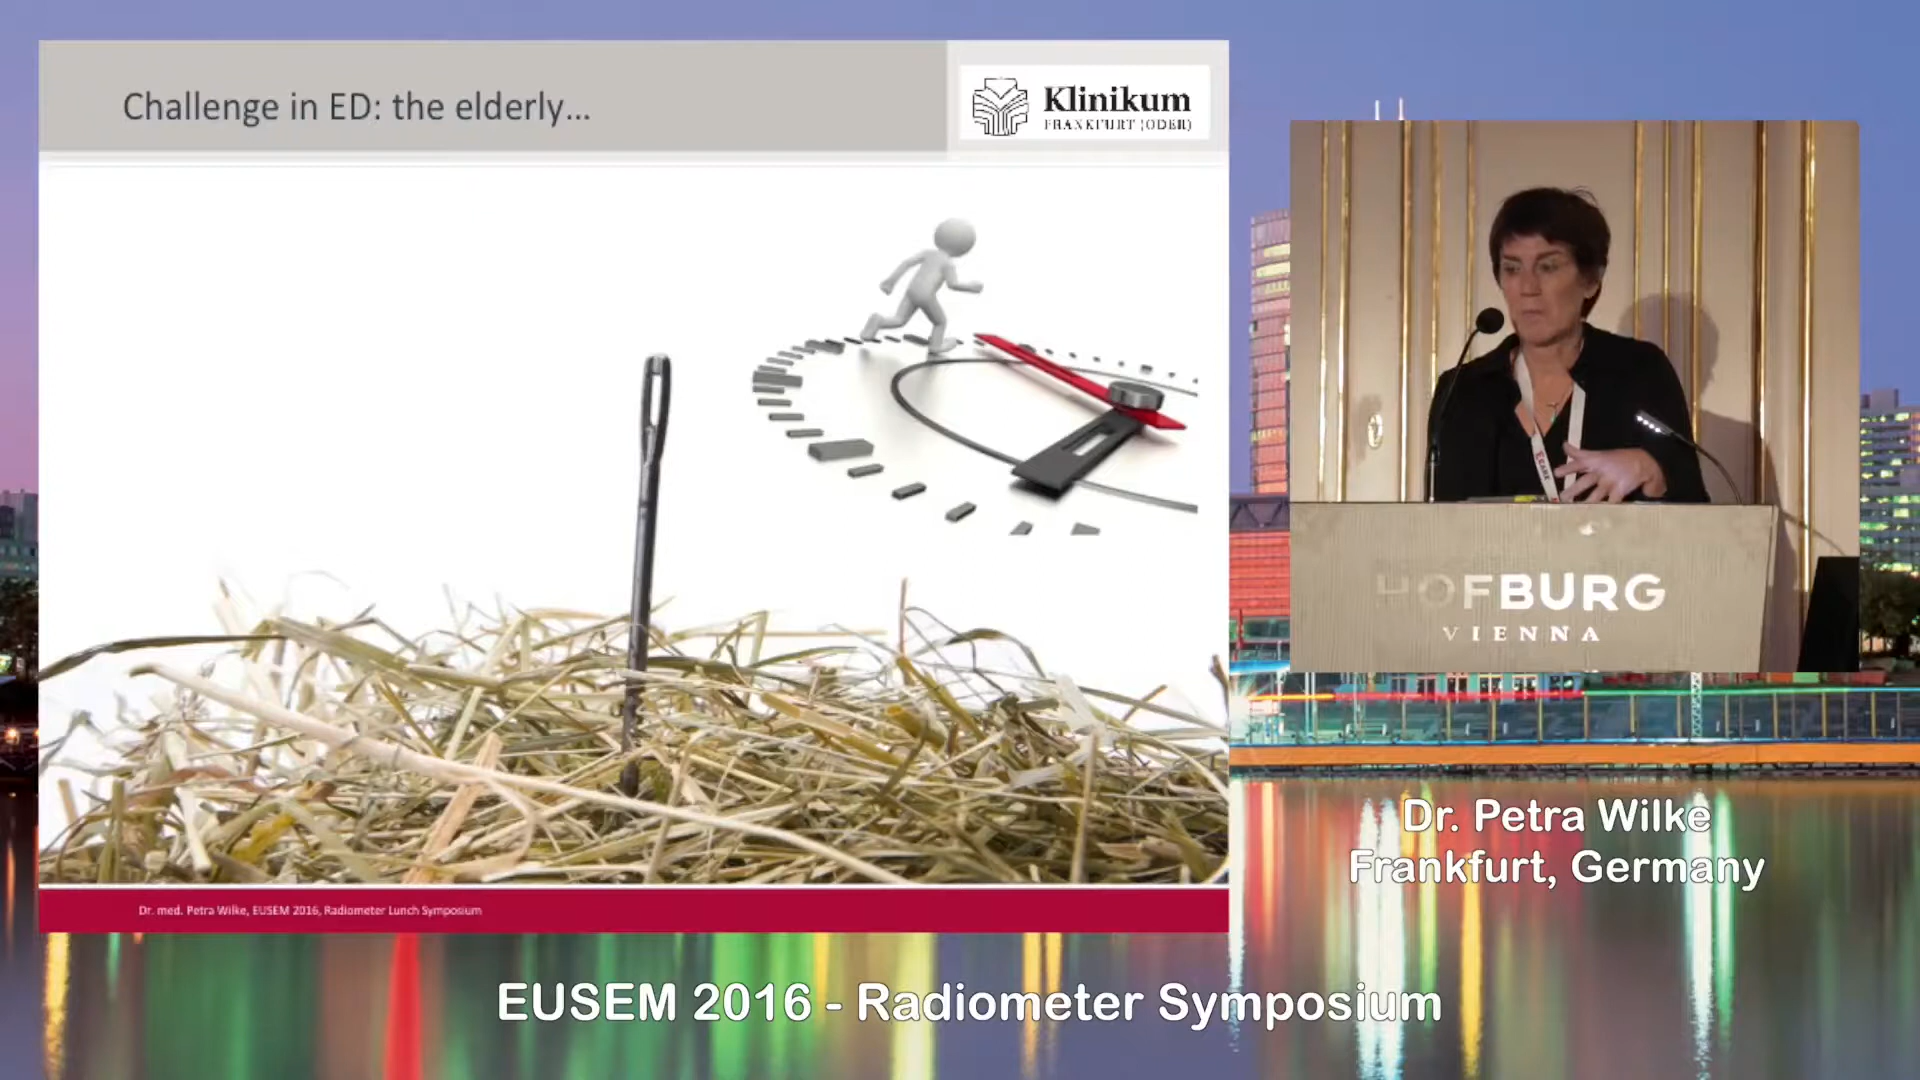 Challenge in ED: the elderly...
Klinikum
FRANKFURT (ODER)
HOFBURG
VIENNA
Dr. Petra Wilke
Frankfurt, Germany
Dr. med. Petra Wilke, EUSEM 2016, Radiometer Lunch Symposium
EUSEM 2016 - Radiometer Symposium